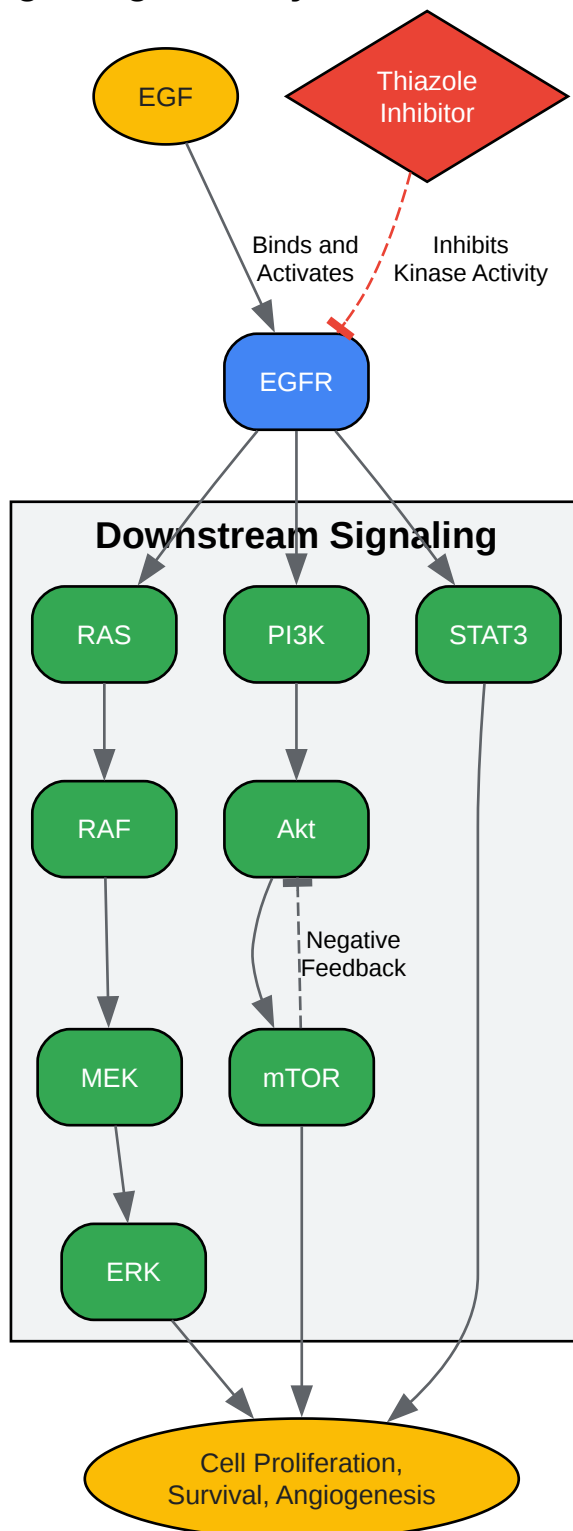 EGF
Thiazole
Inhibitor
Binds and
Activates
Inhibits
Kinase Activity
EGFR
Downstream Signaling
RAS
PI3K
STAT3
RAF
Akt
Negative
Feedback
MEK
mTOR
ERK
Cell Proliferation,
Survival, Angiogenesis